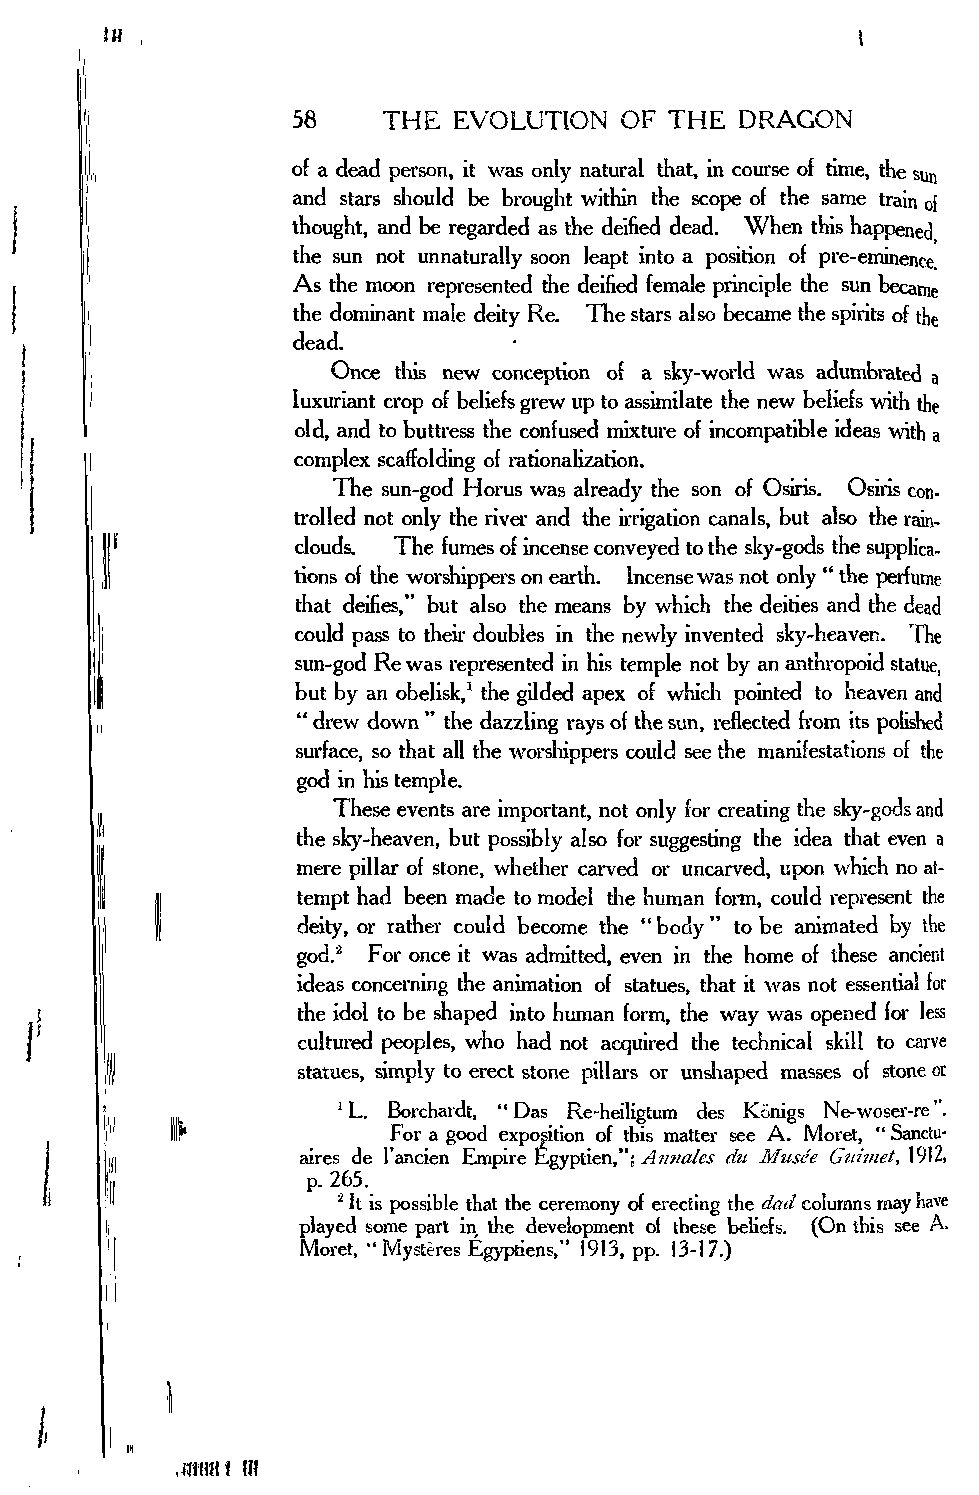 58 THE EVOLUTION OF THE DRAGON
of a dead person, it was only natural that, in course of time, the sun
and stars should be brought within the scope of the same train of
thought, and be regarded as the deified dead. When this happened,
the sun not unnaturally soon leapt into a position of pre-eminence.
As the moon represented the deified female principle the sun became
the dominant male deity Re. The stars also became the spirits of the
dead.
Once this new conception of a sky-world was adumbrated a
luxuriant crop of beliefs grew up to assimilate the new beliefs with the
old, and to buttress the confused mixture of incompatible ideas with a
complex scaffolding of rationalization.
The sun-god Horus was already the son of Osiris. Osiris con-
trolled not only the river and the irrigation canals, but also the rain-
clouds. The fumes of incense conveyed to the sky-gods the supplica-
tions of the worshippers on earth. Incense was not only “ the perfume
that deifies,” but also the means by which the deities and the dead
could pass to their doubles in the newly invented sky-heaven. The
sun-god Re was represented in his temple not by an anthropoid statue,
but by an obelisk,¹ the gilded apex of which pointed to heaven and
“ drew down ” the dazzling rays of the sun, reflected from its polished
surface, so that all the worshippers could see the manifestations of the
god in his temple.
These events are important, not only for creating the sky-gods and
the sky-heaven, but possibly also for suggesting the idea that even a
mere pillar of stone, whether carved or uncarved, upon which no at-
tempt had been made to model the human form, could represent the
deity, or rather could become the “ body ” to be animated by the
god.² For once it was admitted, even in the home of these ancient
ideas concerning the animation of statues, that it was not essential for
the idol to be shaped into human form, the way was opened for less
cultured peoples, who had not acquired the technical skill to carve
statues, simply to erect stone pillars or unshaped masses of stone or
¹ L. Borchardt, “ Das Re-heiligtum des Königs Ne-woser-re ”.
For a good exposition of this matter see A. Moret, “ Sanctu-
aires de l'ancien Empire Égyptien,”; Annales du Musée Guimet, 1912,
p. 265.
² It is possible that the ceremony of erecting the dad columns may have
played some part in the development of these beliefs. (On this see A.
Moret, “ Mystères Égyptiens,” 1913, pp. 13-17.)